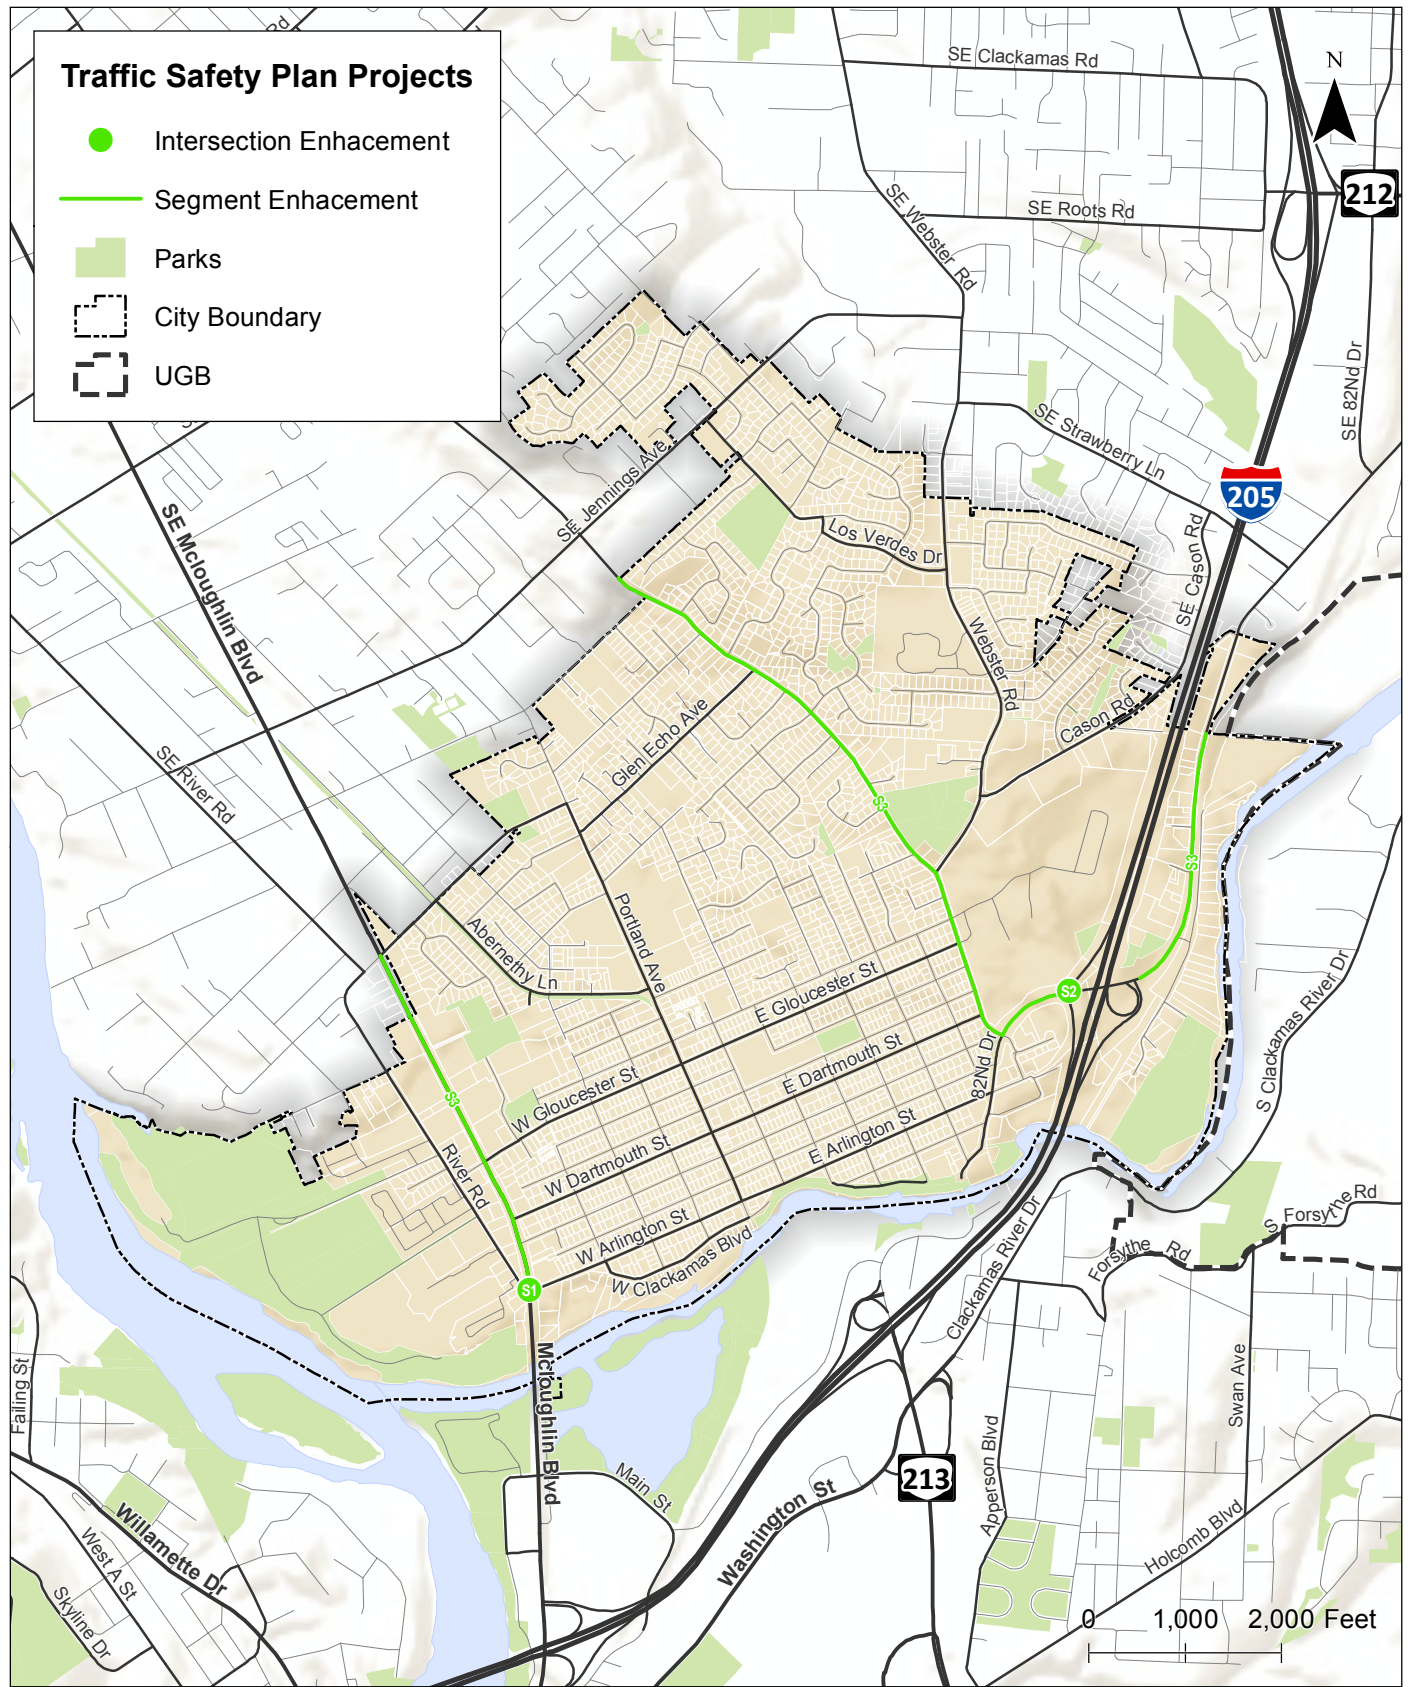 Traffic Safety Plan Projects
Intersection Enhacement
Segment Enhacement
Parks
City Boundary
UGB
Rd
N
SE Clackamas Rd
212
SE Roots Rd
SE Webster Rd
SE 82Nd Dr
SE Strawberry Ln
205
SE Jennings Ave
SE Mcloughlin Blvd
Los Verdes Dr
SE Cason Rd
Webster Rd
Cason Rd
Glen Echo Ave
SE River Rd
S3
S3
Portland Ave
Abernethy Ln
E Gloucester St
S2
S Clackamas River Dr
82Nd Dr
E Dartmouth St
S3
W Gloucester St
E Arlington St
W Dartmouth St
River Rd
W Arlington St
W Clackamas Blvd
S1
S Forsythe Rd
Forsythe Rd
Clackamas River Dr
Mcloughlin Blvd
Failing St
Swan Ave
Main St
213
Apperson Blvd
Washington St
Holcomb Blvd
Willamette Dr
West A St
Skyline Dr
0 1,000 2,000 Feet